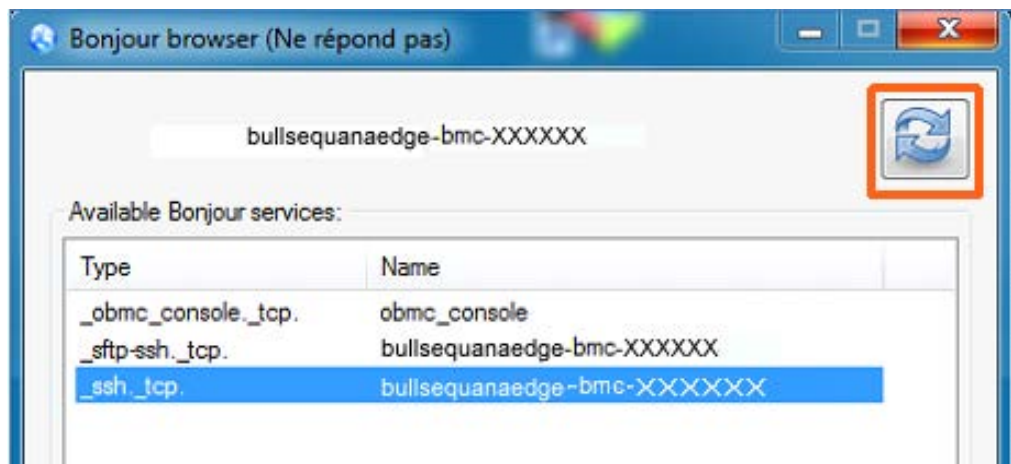 Bonjour browser (Ne répond pas)
bullsequanaedge-bmc-XXXXXX
Available Bonjour services:
Type Name
_obmc_console._tcp. obmc_console
_sftp-ssh._tcp. bullsequanaedge-bmc-XXXXXX
_ssh._tcp. bullsequanaedge-bmc-XXXXXX